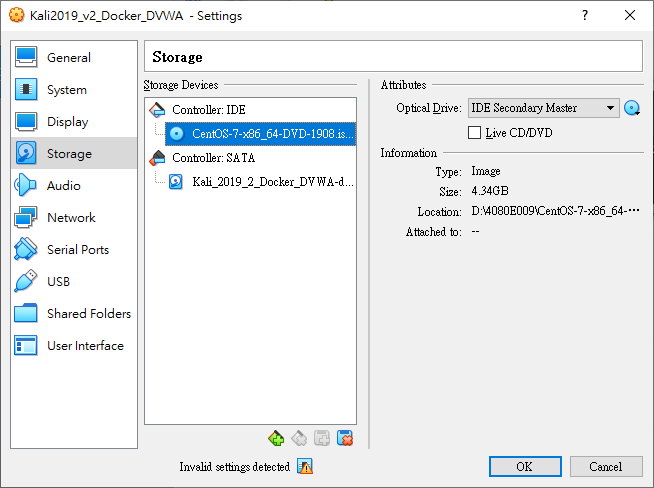 Kali2019_v2_Docker_DVWA - Settings
?
General
System
Display
Storage
Audio
Network
Serial Ports
USB
Shared Folders
User Interface
Storage
Storage Devices
Controller: IDE
CentOS-7-x86_64-DVD-1908.is...
Controller: SATA
Kali_2019_2_Docker_DVWA-d...
Attributes
Optical Drive: IDE Secondary Master
Live CD/DVD
Information
Type: Image
Size: 4.34GB
Location: D:\4080E009\CentOS-7-x86_64-⋯
Attached to: --
Invalid settings detected
OK
Cancel